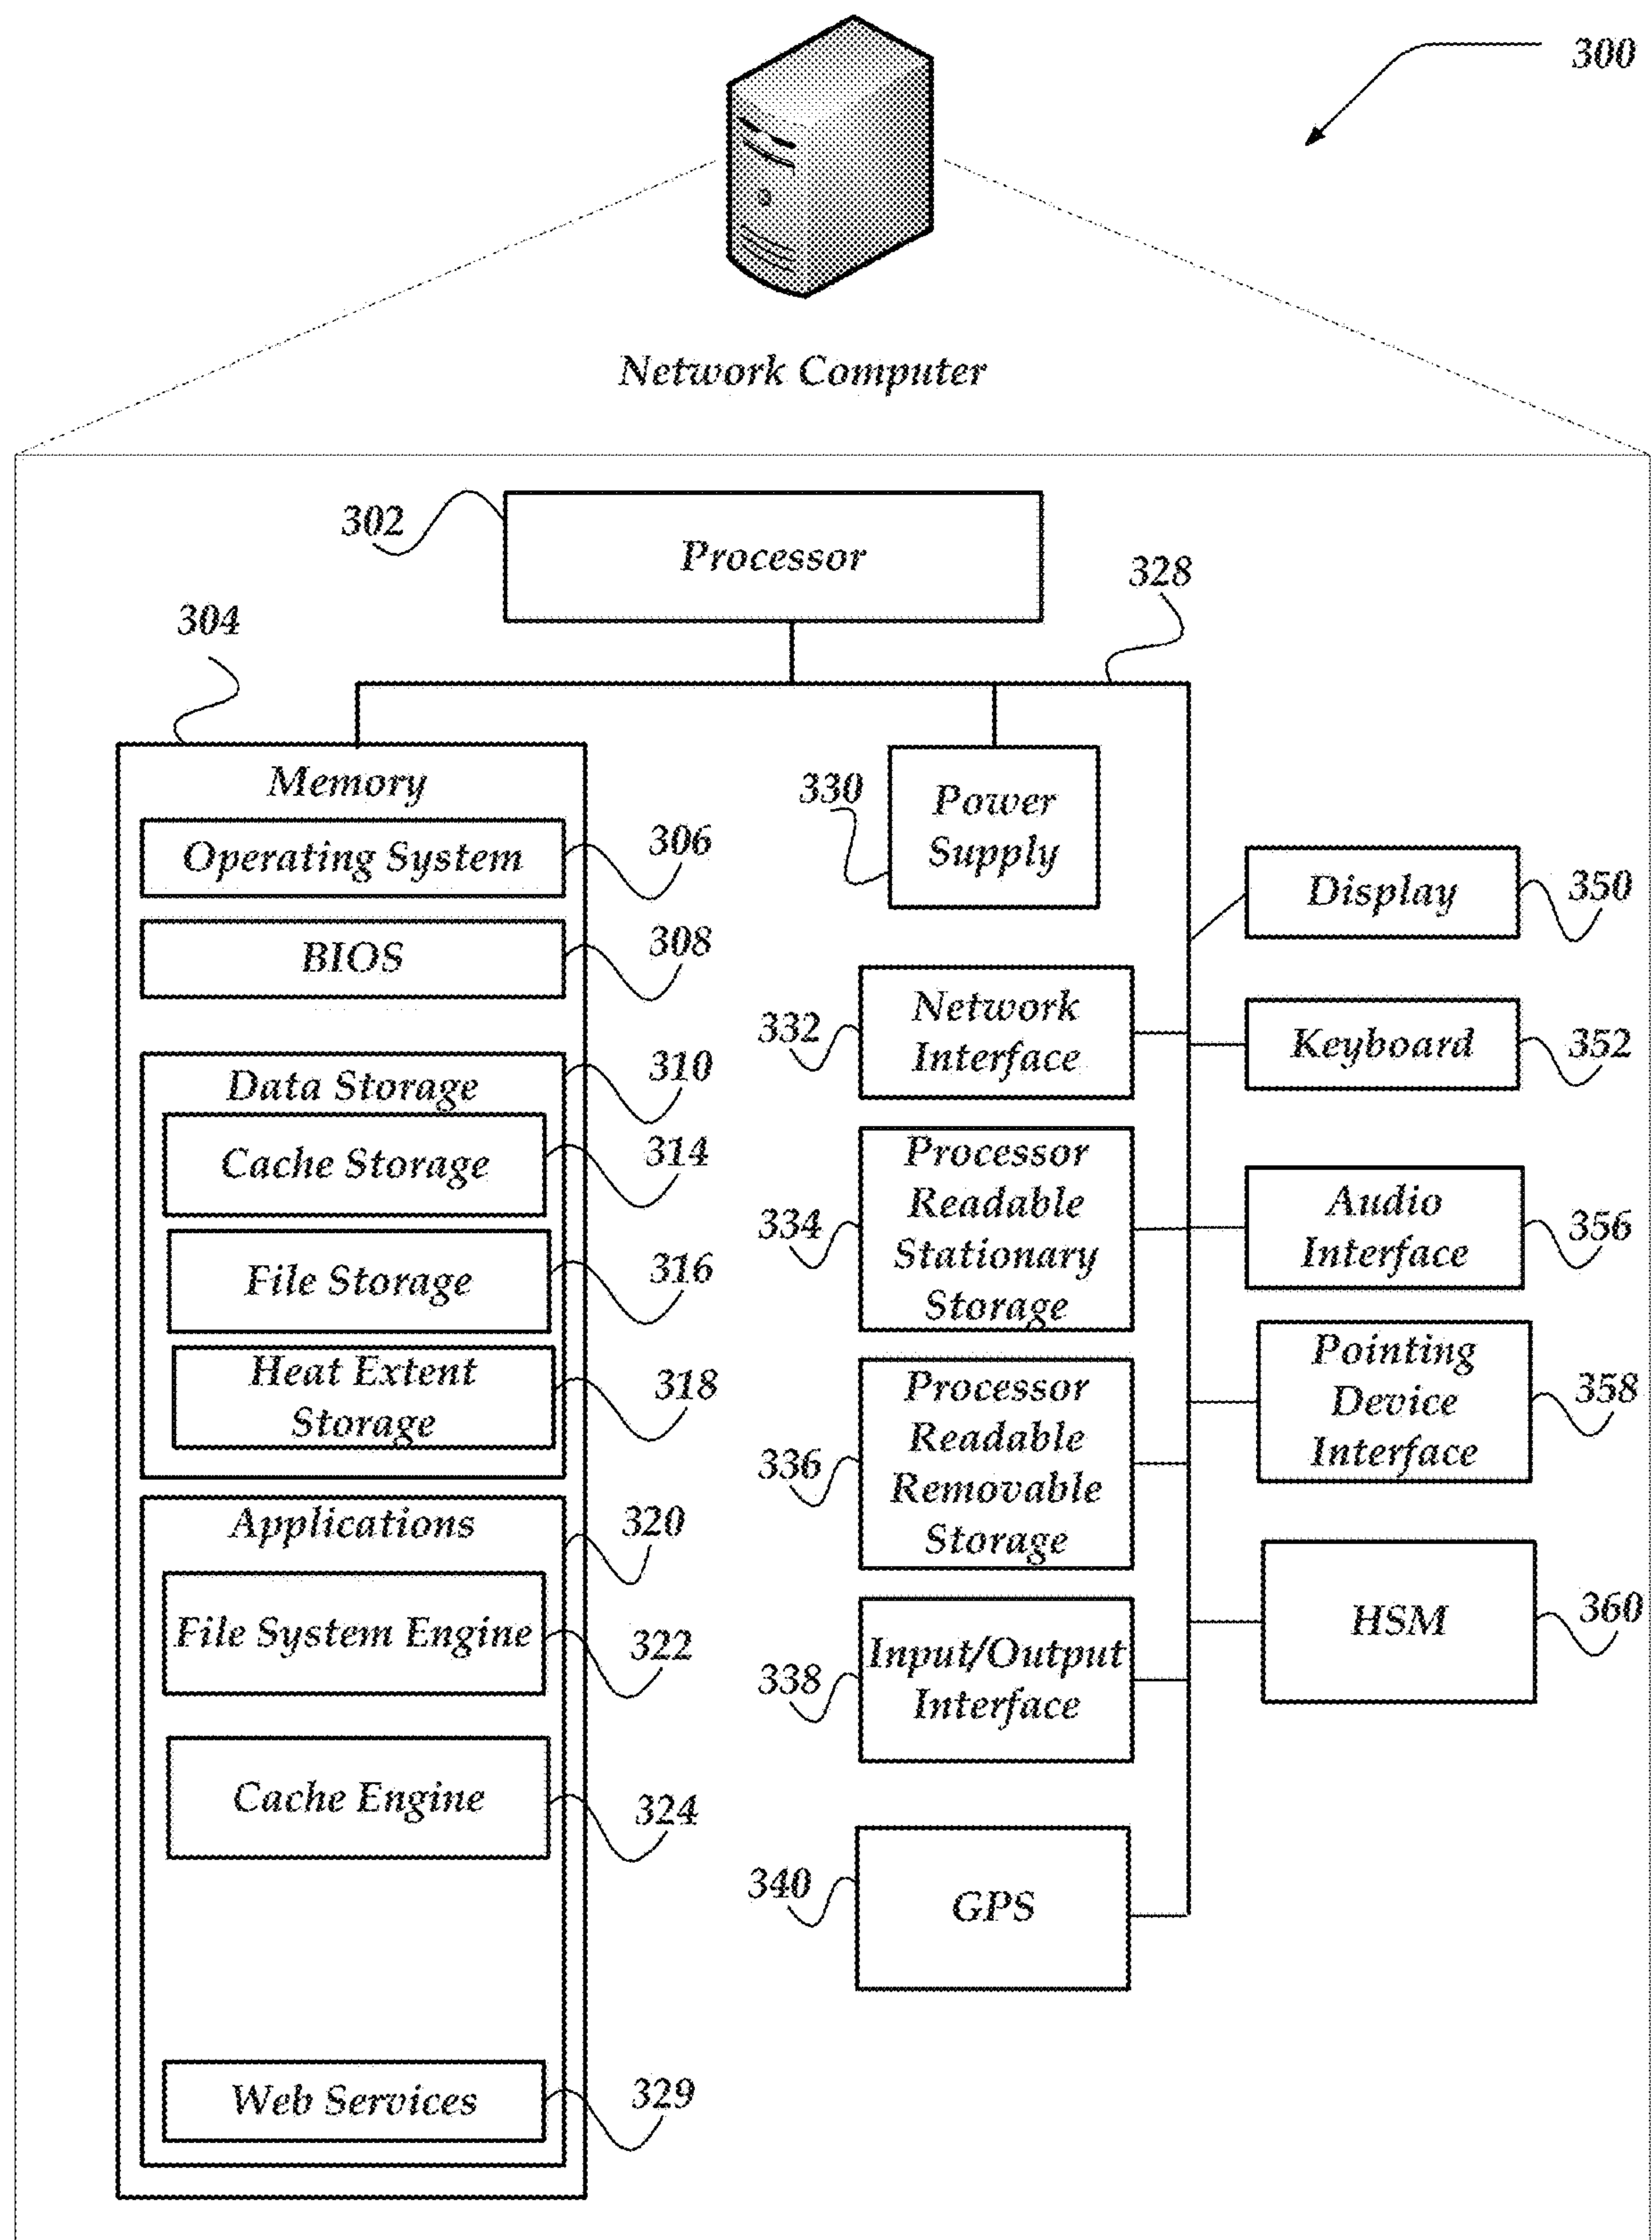 300
Network Computer
302
Processor
328
304
Memory
Operating System
306
BIOS
308
Data Storage
310
Cache Storage
314
File Storage
316
Heat Extent
Storage
318
Applications
320
File System Engine
322
Cache Engine
324
Web Services
329
330
Power
Supply
332
Network
Interface
334
Processor
Readable
Stationary
Storage
336
Processor
Readable
Removable
Storage
338
Input/Output
Interface
340
GPS
Display
350
Keyboard
352
Audio
Interface
356
Pointing
Device
Interface
358
HSM
360